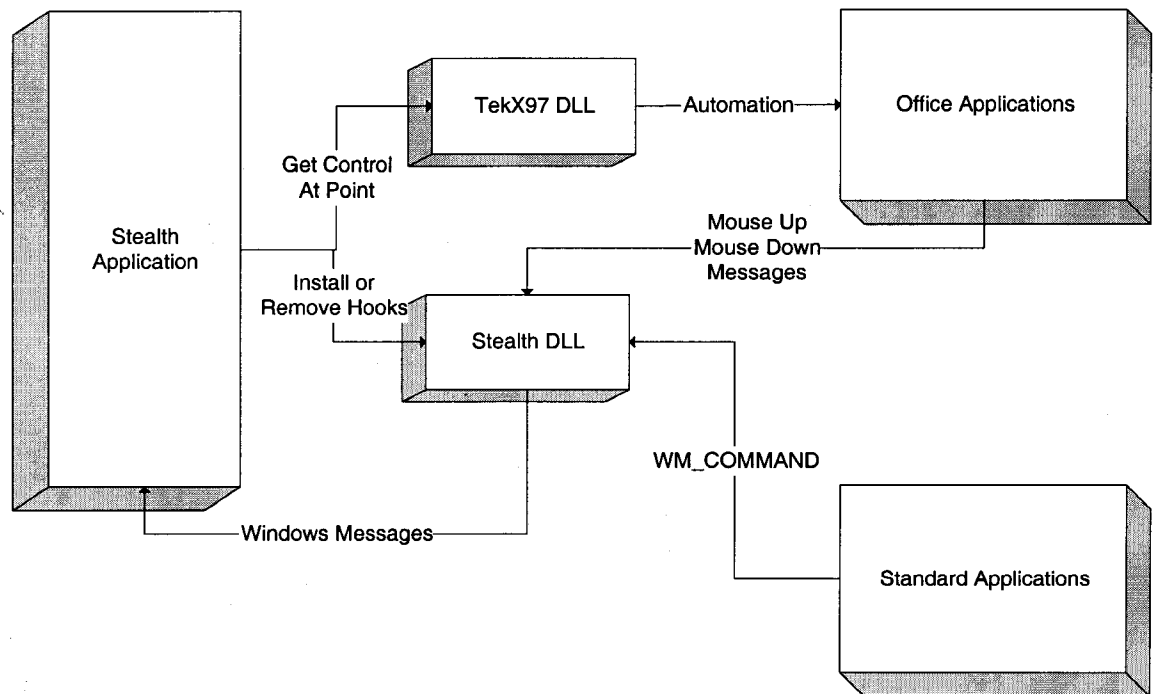 TekX97 DLL
Automation
Office Applications
Get Control
At Point
Stealth
Application
Mouse Up
Mouse Down
Messages
Install or
Remove Hooks
Stealth DLL
WM_COMMAND
Windows Messages
Standard Applications